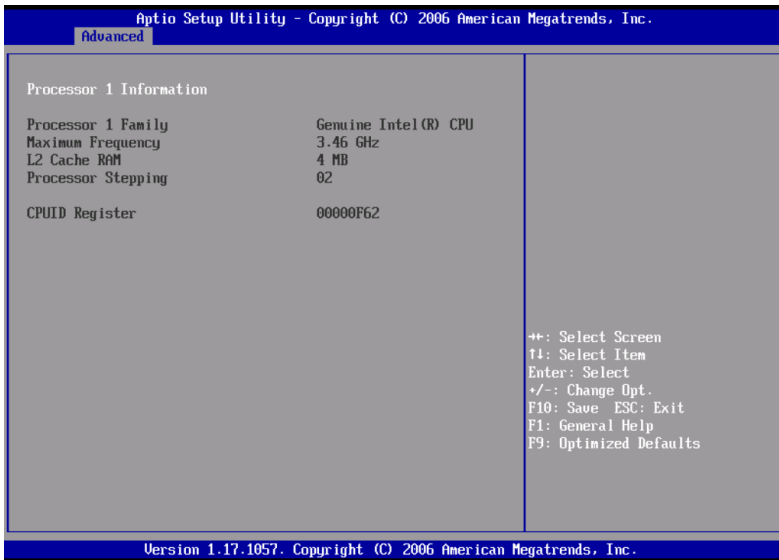 Aptio Setup Utility - Copyright (C) 2006 American Megatrends, Inc.
Advanced
Processor 1 Information
Processor 1 Family Genuine Intel(R) CPU
Maximum Frequency 3.46 GHz
L2 Cache RAM 4 MB
Processor Stepping 02
CPUID Register 00000F62
→←: Select Screen
↑↓: Select Item
Enter: Select
+/-: Change Opt.
F10: Save ESC: Exit
F1: General Help
F9: Optimized Defaults
Version 1.17.1057. Copyright (C) 2006 American Megatrends, Inc.